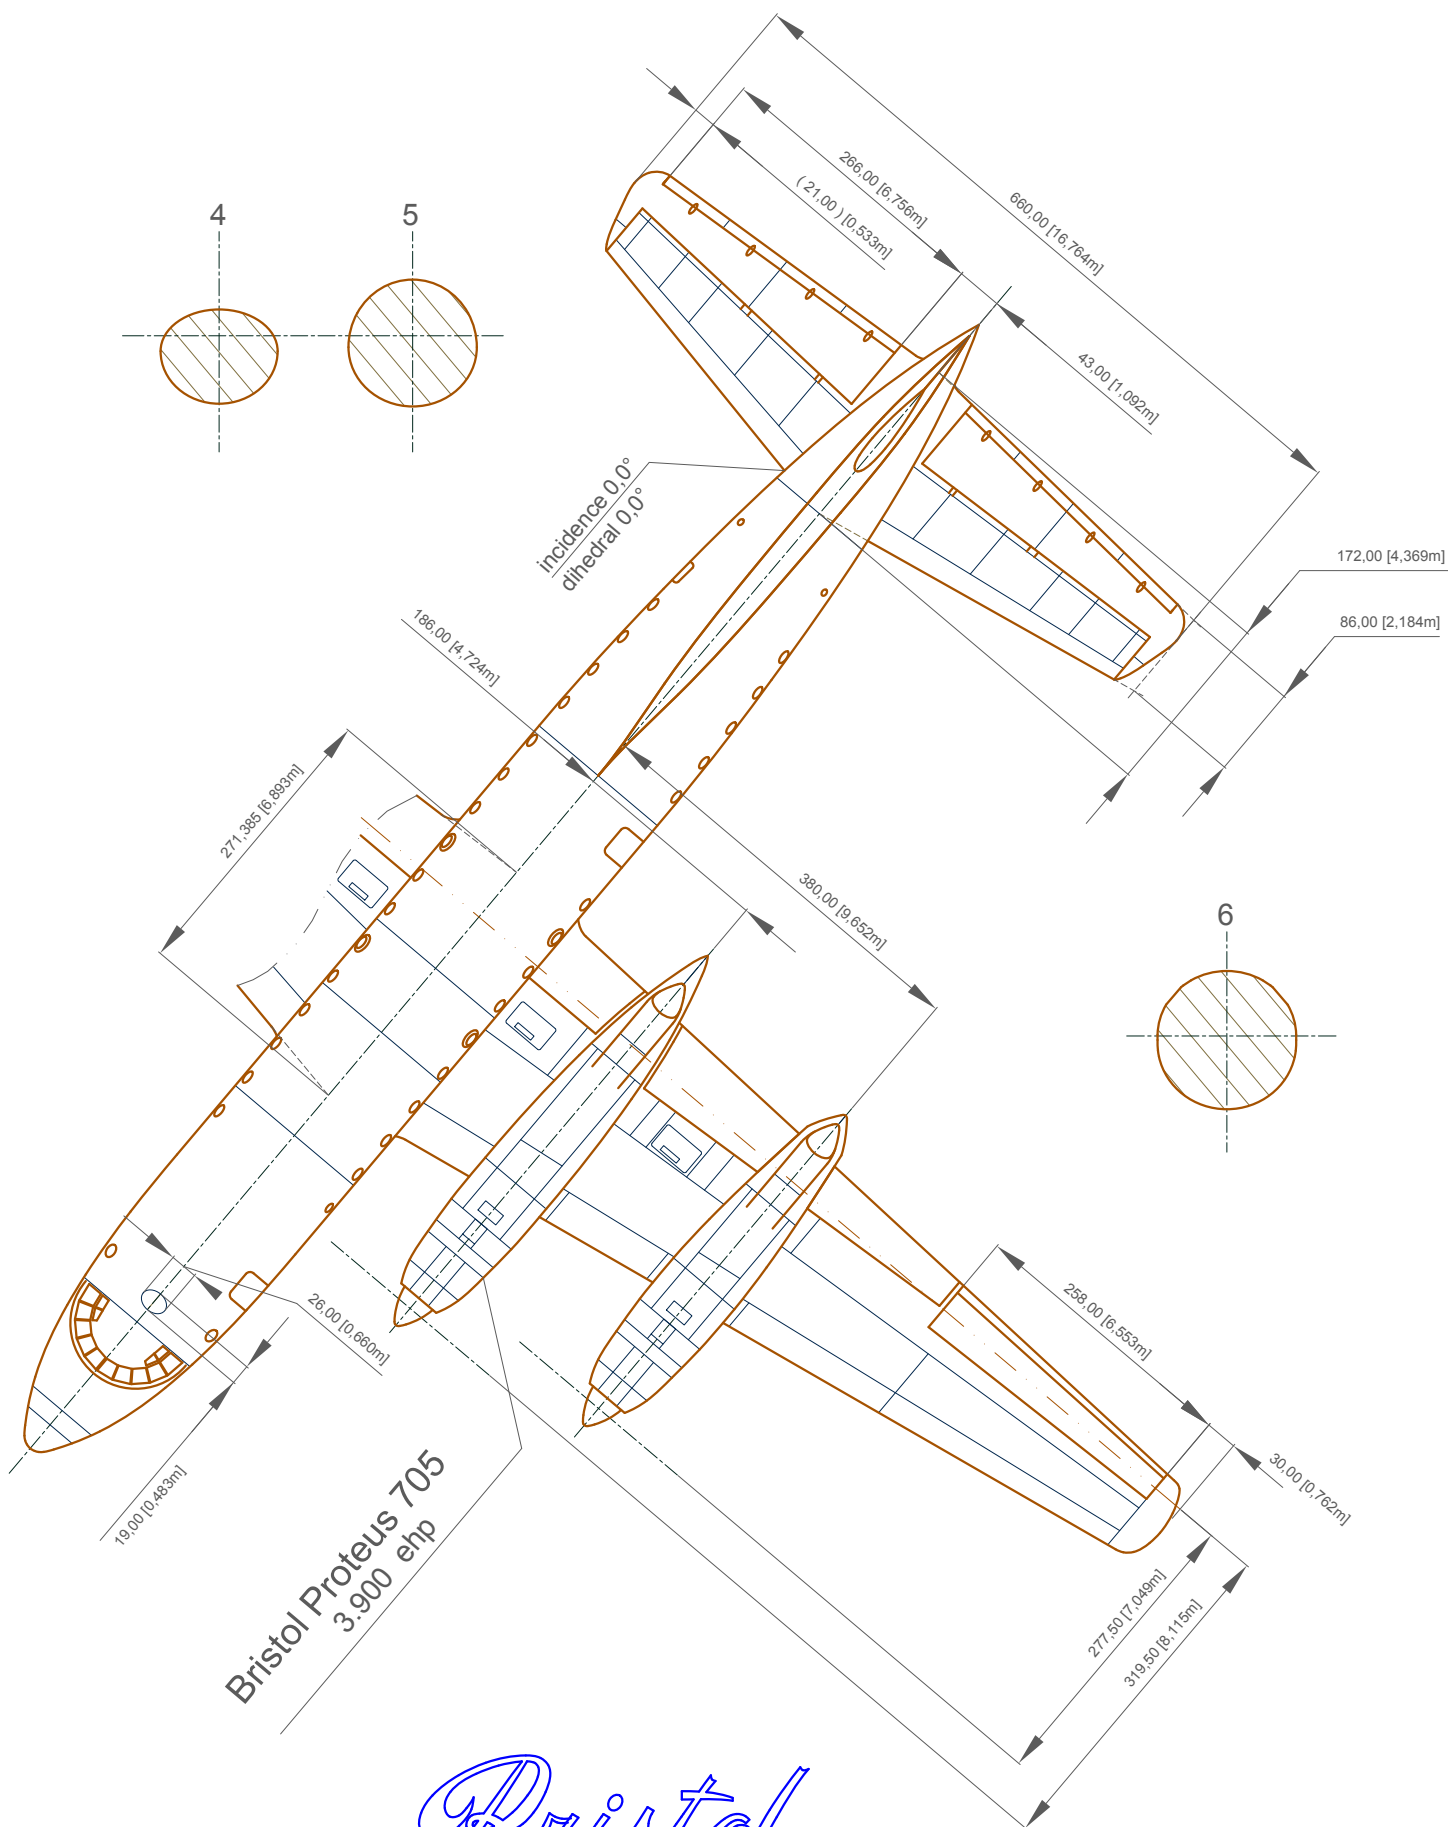 4
5
660,00 [16,764m]
266,00 [6,756m]
( 21,00 ) [0,533m]
43,00 [1,092m]
incidence 0,0°
dihedral 0,0°
172,00 [4,369m]
86,00 [2,184m]
186,00 [4,724m]
271,385 [6,893m]
380,00 [9,652m]
6
26,00 [0,660m]
258,00 [6,553m]
19,00 [0,483m]
30,00 [0,762m]
Bristol Proteus 705
3.900 ehp
277,50 [7,049m]
319,50 [8,115m]
Bristol